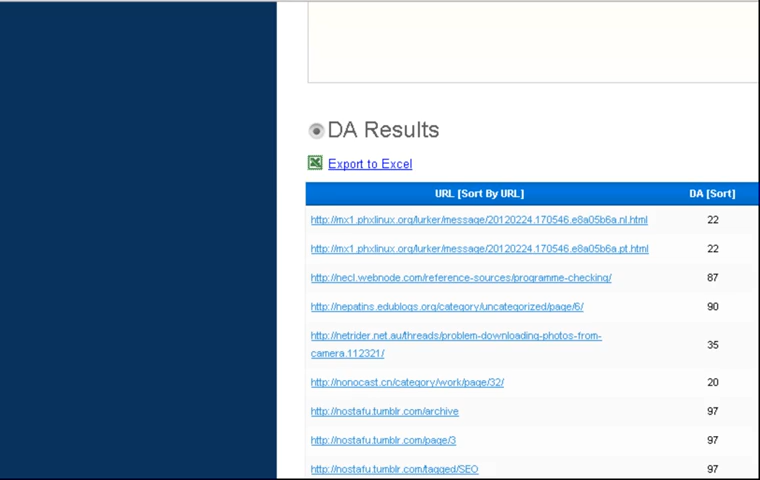 DA Results
Export to Excel
URL [Sort By URL] DA [Sort]
http://mx1.phxlinux.org/lurker/message/20120224.170546.e8a05b6a.nl.html 22
http://mx1.phxlinux.org/lurker/message/20120224.170546.e8a05b6a.pt.html 22
http://necl.webnode.com/reference-sources/programme-checking/ 87
http://nepatins.edublogs.org/category/uncategorized/page/6/ 90
http://netrider.net.au/threads/problem-downloading-photos-from-
camera.112321/ 35
http://nonocast.cn/category/work/page/32/ 20
http://nostafu.tumblr.com/archive 97
http://nostafu.tumblr.com/page/3 97
http://nostafu.tumblr.com/tagged/SEO 97